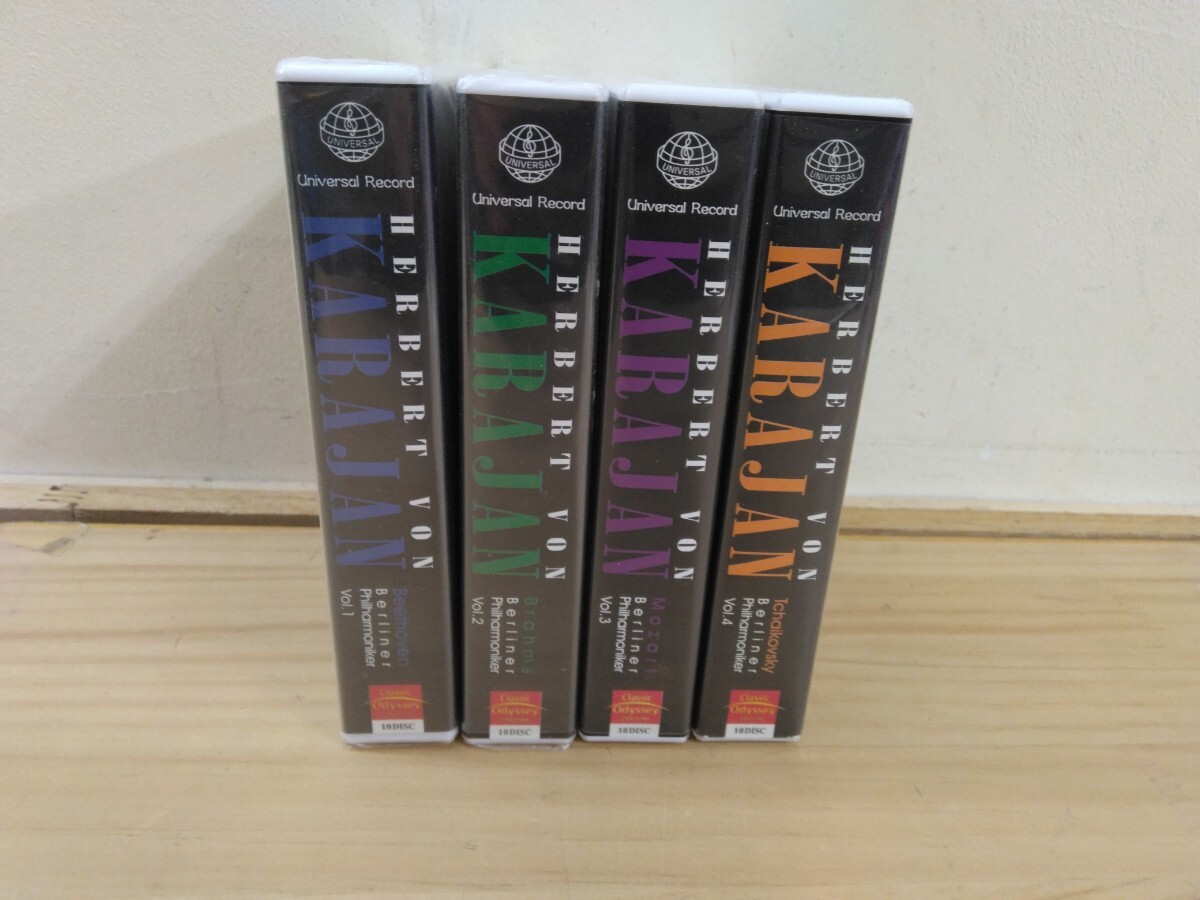 UNIVERSAL
Universal Record
HERBERT VON
KARAJAN
Beethoven
Berliner
Philharmoniker
Vol.1
Classic
Odyssey
10DISC
UNIVERSAL
Universal Record
HERBERT VON
KARAJAN
Brahms
Berliner
Philharmoniker
Vol.2
Classic
Odyssey
10DISC
UNIVERSAL
Universal Record
HERBERT VON
KARAJAN
Mozart
Berliner
Philharmoniker
Vol.3
Classic
Odyssey
10DISC
UNIVERSAL
Universal Record
HERBERT VON
KARAJAN
Tchaikovsky
Berliner
Philharmoniker
Vol.4
Classic
Odyssey
10DISC